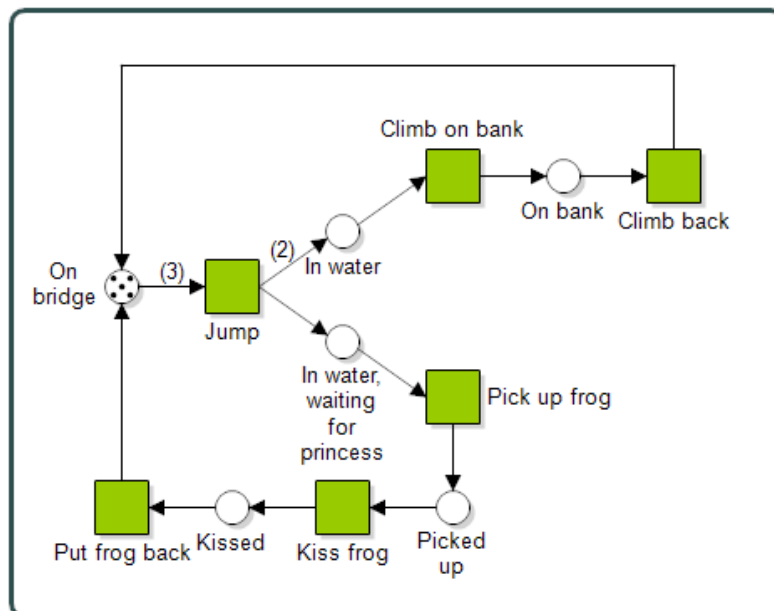 Climb on bank
On bank
Climb back
On
bridge
(3)
Jump
(2)
In water
In water,
waiting
for
princess
Pick up frog
Put frog back
Kissed
Kiss frog
Picked
up